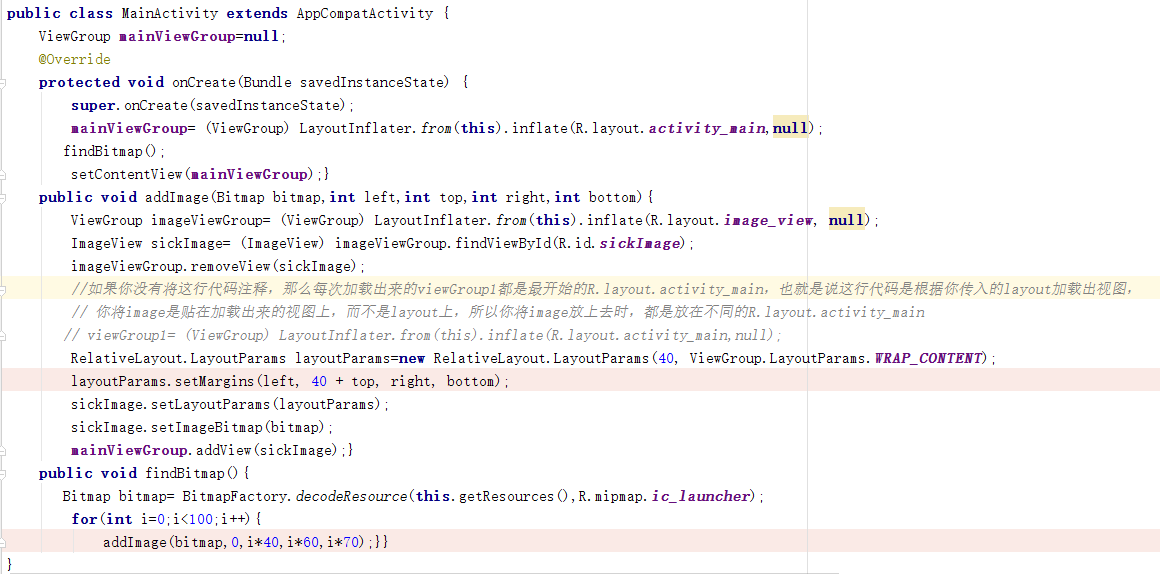 public class MainActivity extends AppCompatActivity {
ViewGroup mainViewGroup=null;
@Override
protected void onCreate(Bundle savedInstanceState) {
super.onCreate(savedInstanceState);
mainViewGroup= (ViewGroup) LayoutInflater.from(this).inflate(R.layout.activity_main,null);
findBitmap();
setContentView(mainViewGroup);}
public void addImage(Bitmap bitmap,int left,int top,int right,int bottom){
ViewGroup imageViewGroup= (ViewGroup) LayoutInflater.from(this).inflate(R.layout.image_view, null);
ImageView sickImage= (ImageView) imageViewGroup.findViewById(R.id.sickImage);
imageViewGroup.removeView(sickImage);
//如果你没有将这行代码注释，那么每次加载出来的viewGroup1都是最开始的R.layout.activity_main，也就是说这行代码是根据你传入的layout加载出视图，
// 你将image是贴在加载出来的视图上，而不是layout上，所以你将image放上去时，都是放在不同的R.layout.activity_main
// viewGroup1= (ViewGroup) LayoutInflater.from(this).inflate(R.layout.activity_main,null);
RelativeLayout.LayoutParams layoutParams=new RelativeLayout.LayoutParams(40, ViewGroup.LayoutParams.WRAP_CONTENT);
layoutParams.setMargins(left, 40 + top, right, bottom);
sickImage.setLayoutParams(layoutParams);
sickImage.setImageBitmap(bitmap);
mainViewGroup.addView(sickImage);}
public void findBitmap(){
Bitmap bitmap= BitmapFactory.decodeResource(this.getResources(),R.mipmap.ic_launcher);
for(int i=0;i<100;i++){
addImage(bitmap,0,i*40,i*60,i*70);}}
}